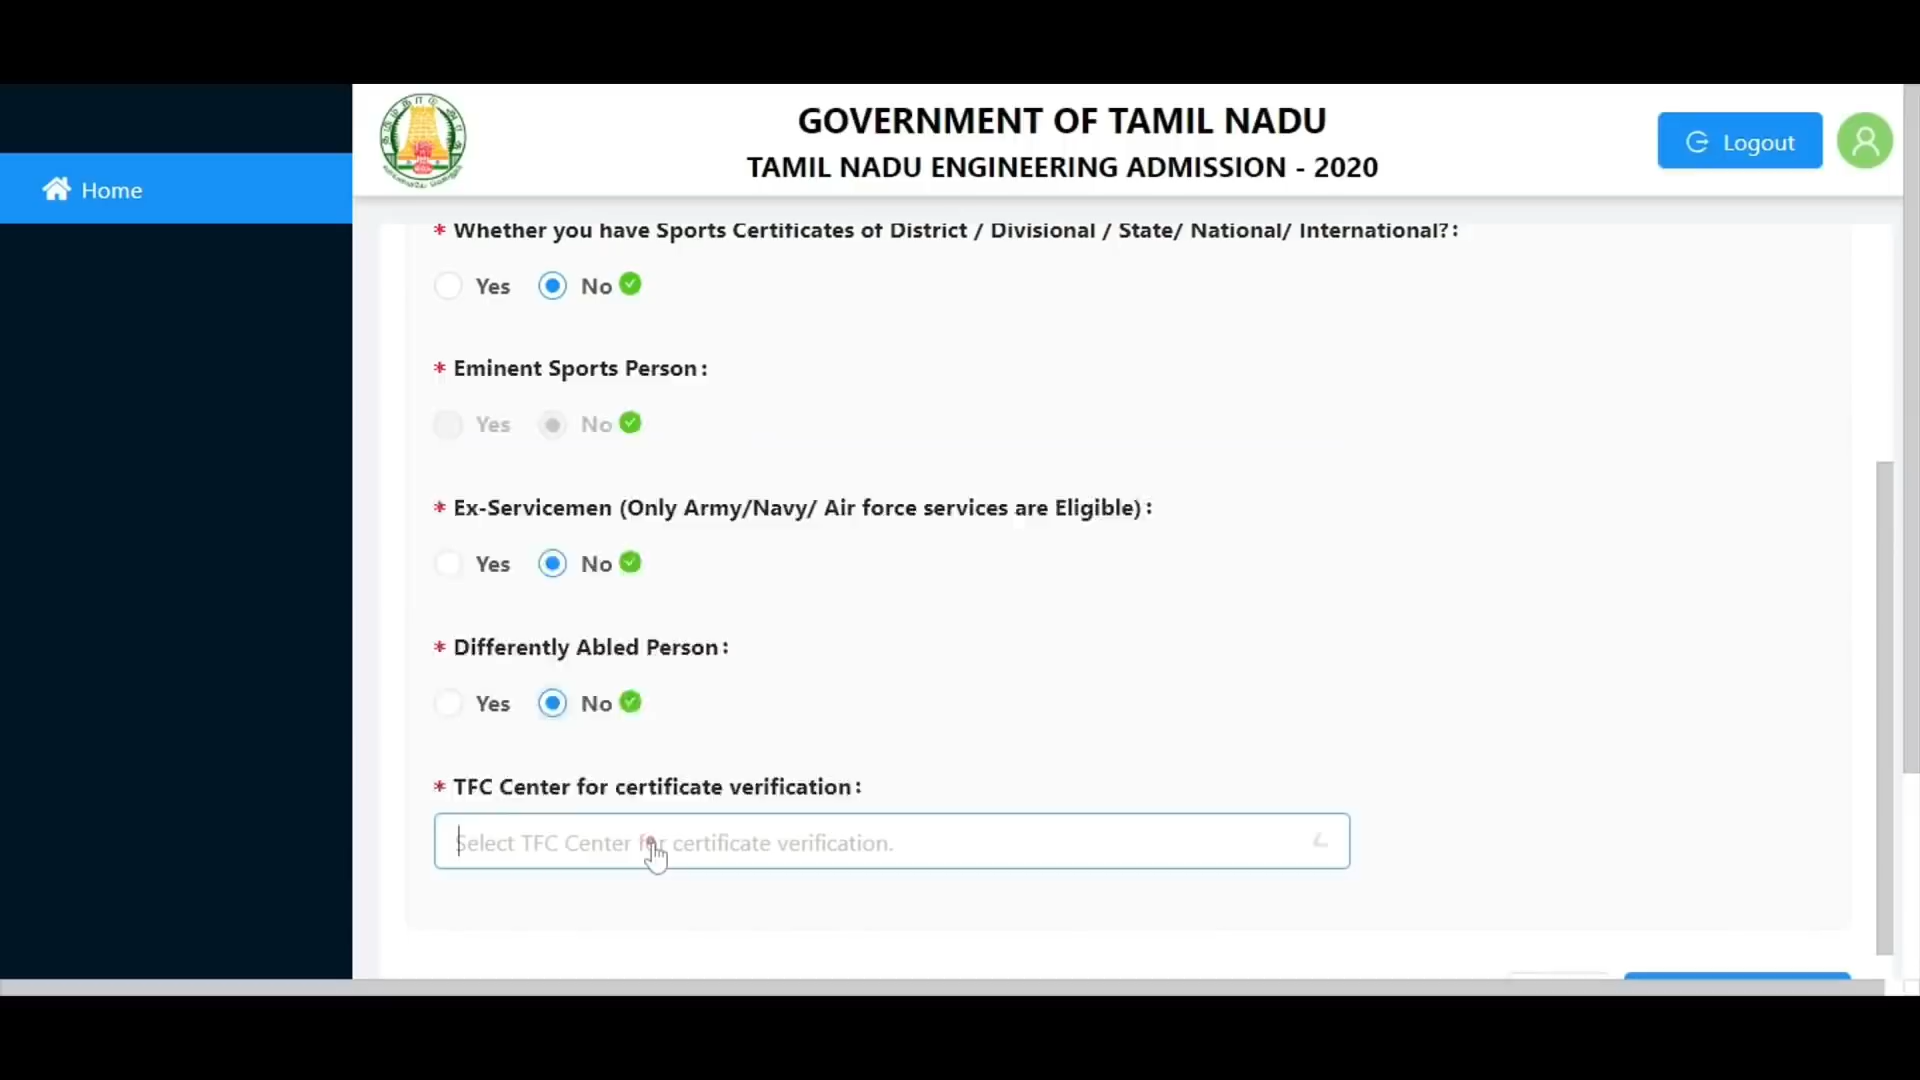 GOVERNMENT OF TAMIL NADU
TAMIL NADU ENGINEERING ADMISSION - 2020
Logout
Home
* Whether you have Sports Certificates of District / Divisional / State/ National/ International?:
Yes No
* Eminent Sports Person:
Yes No
* Ex-Servicemen (Only Army/Navy/ Air force services are Eligible):
Yes No
* Differently Abled Person:
Yes No
* TFC Center for certificate verification:
Select TFC Center for certificate verification.